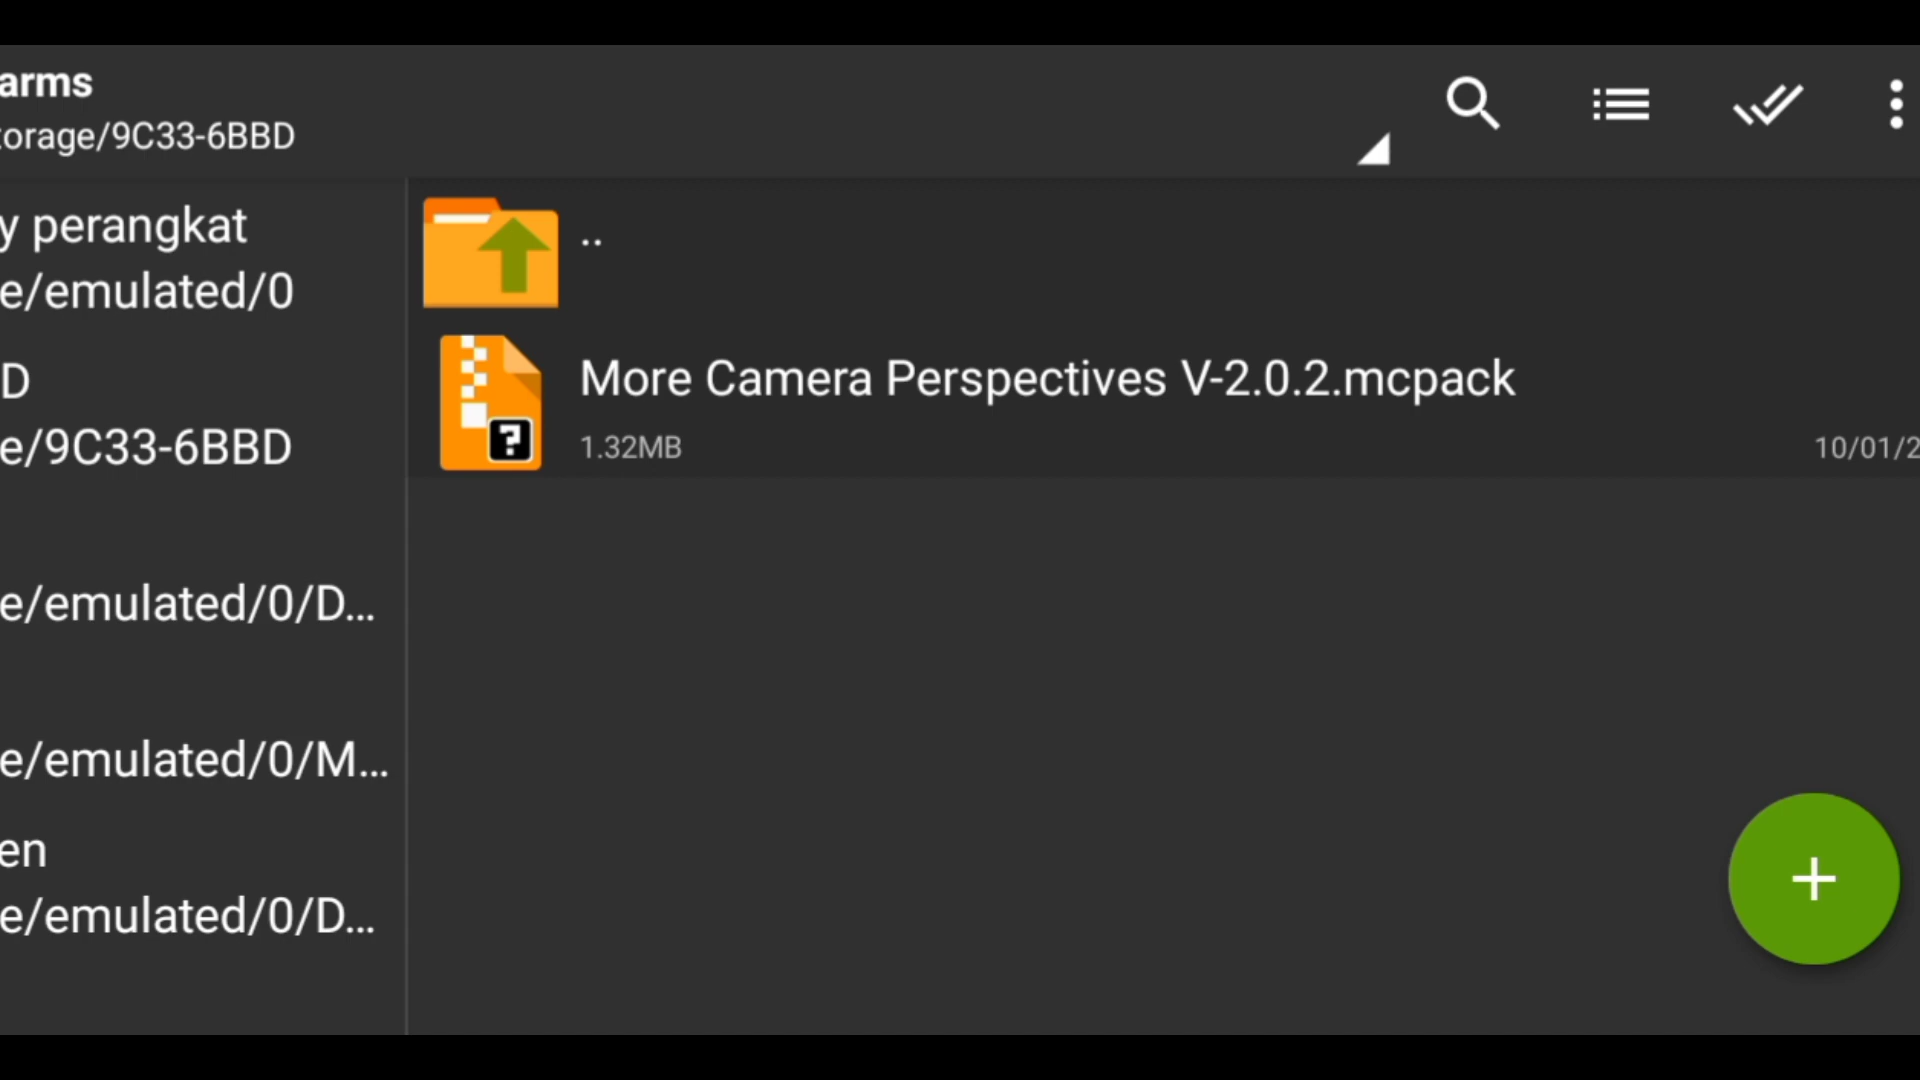 arms
torage/9C33-6BBD
y perangkat
e/emulated/0
D
e/9C33-6BBD
e/emulated/0/D...
e/emulated/0/M...
en
e/emulated/0/D...
..
More Camera Perspectives V-2.0.2.mcpack
1.32MB
10/01/2